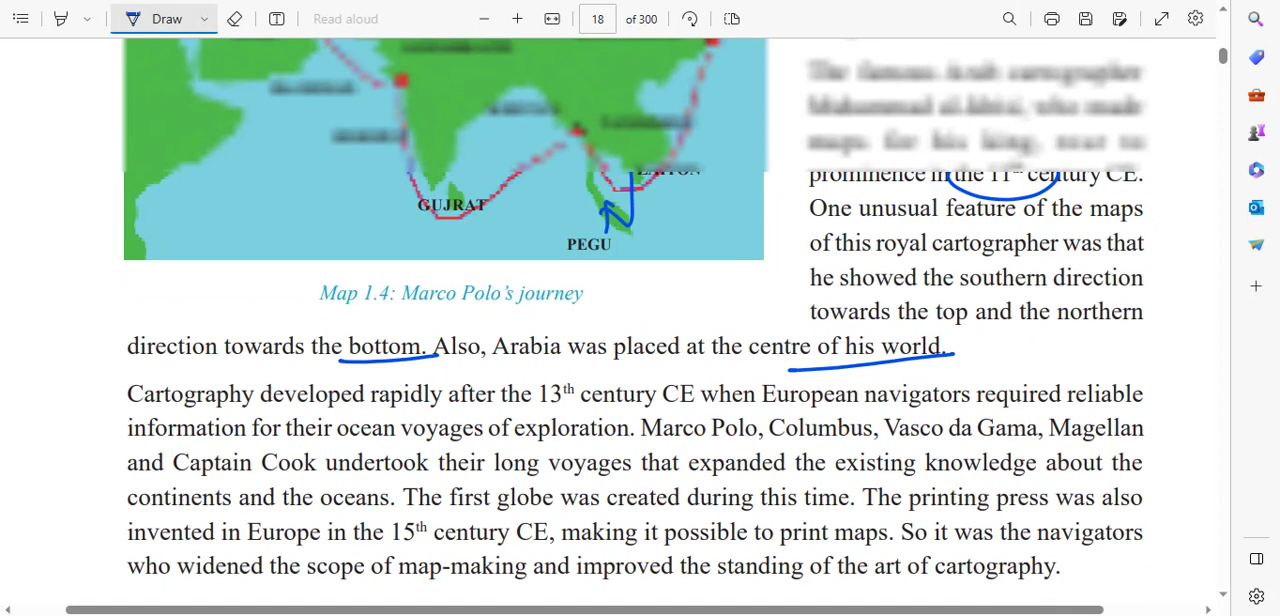 Draw
Read aloud
18
of 300
ZAITON
GUJRAT
PEGU
Map 1.4: Marco Polo's journey
prominence in the 11th century CE.
One unusual feature of the maps
of this royal cartographer was that
he showed the southern direction
towards the top and the northern
direction towards the bottom. Also, Arabia was placed at the centre of his world.
Cartography developed rapidly after the 13th century CE when European navigators required reliable
information for their ocean voyages of exploration. Marco Polo, Columbus, Vasco da Gama, Magellan
and Captain Cook undertook their long voyages that expanded the existing knowledge about the
continents and the oceans. The first globe was created during this time. The printing press was also
invented in Europe in the 15th century CE, making it possible to print maps. So it was the navigators
who widened the scope of map-making and improved the standing of the art of cartography.